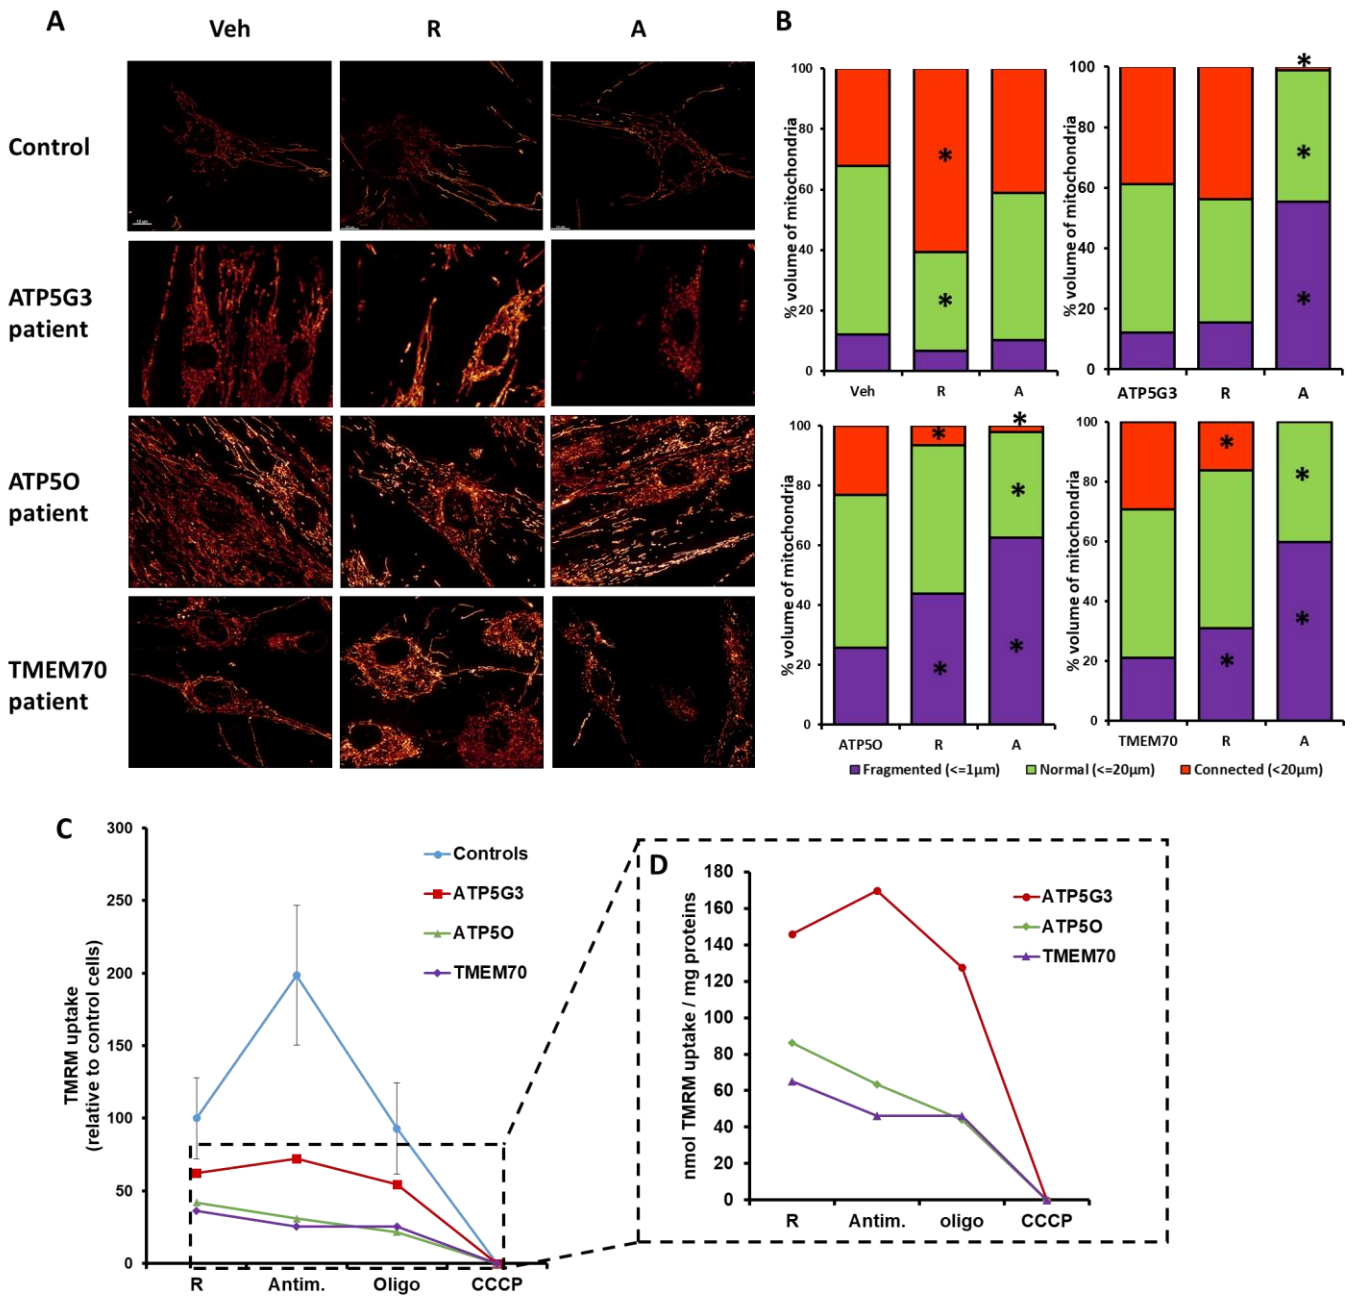 A
Veh
R
A
Control
ATP5G3
patient
ATP5O
patient
TMEM70
patient
B
% volume of mitochondria
100
80
60
40
20
0
*
*
Veh
R
A
% volume of mitochondria
100
80
60
40
20
0
*
*
*
ATP5G3
R
A
% volume of mitochondria
100
80
60
40
20
0
*
*
*
*
*
ATP5O
R
A
% volume of mitochondria
100
80
60
40
20
0
*
*
*
*
TMEM70
R
A
Fragmented (<=1µm)
Normal (<=20µm)
Connected (<20µm)
C
TMRM uptake
(relative to control cells)
300
250
200
150
100
50
0
Controls
ATP5G3
ATP5O
TMEM70
R
Antim.
Oligo
CCCP
D
nmol TMRM uptake / mg proteins
180
160
140
120
100
80
60
40
20
0
ATP5G3
ATP5O
TMEM70
R
Antim.
oligo
CCCP